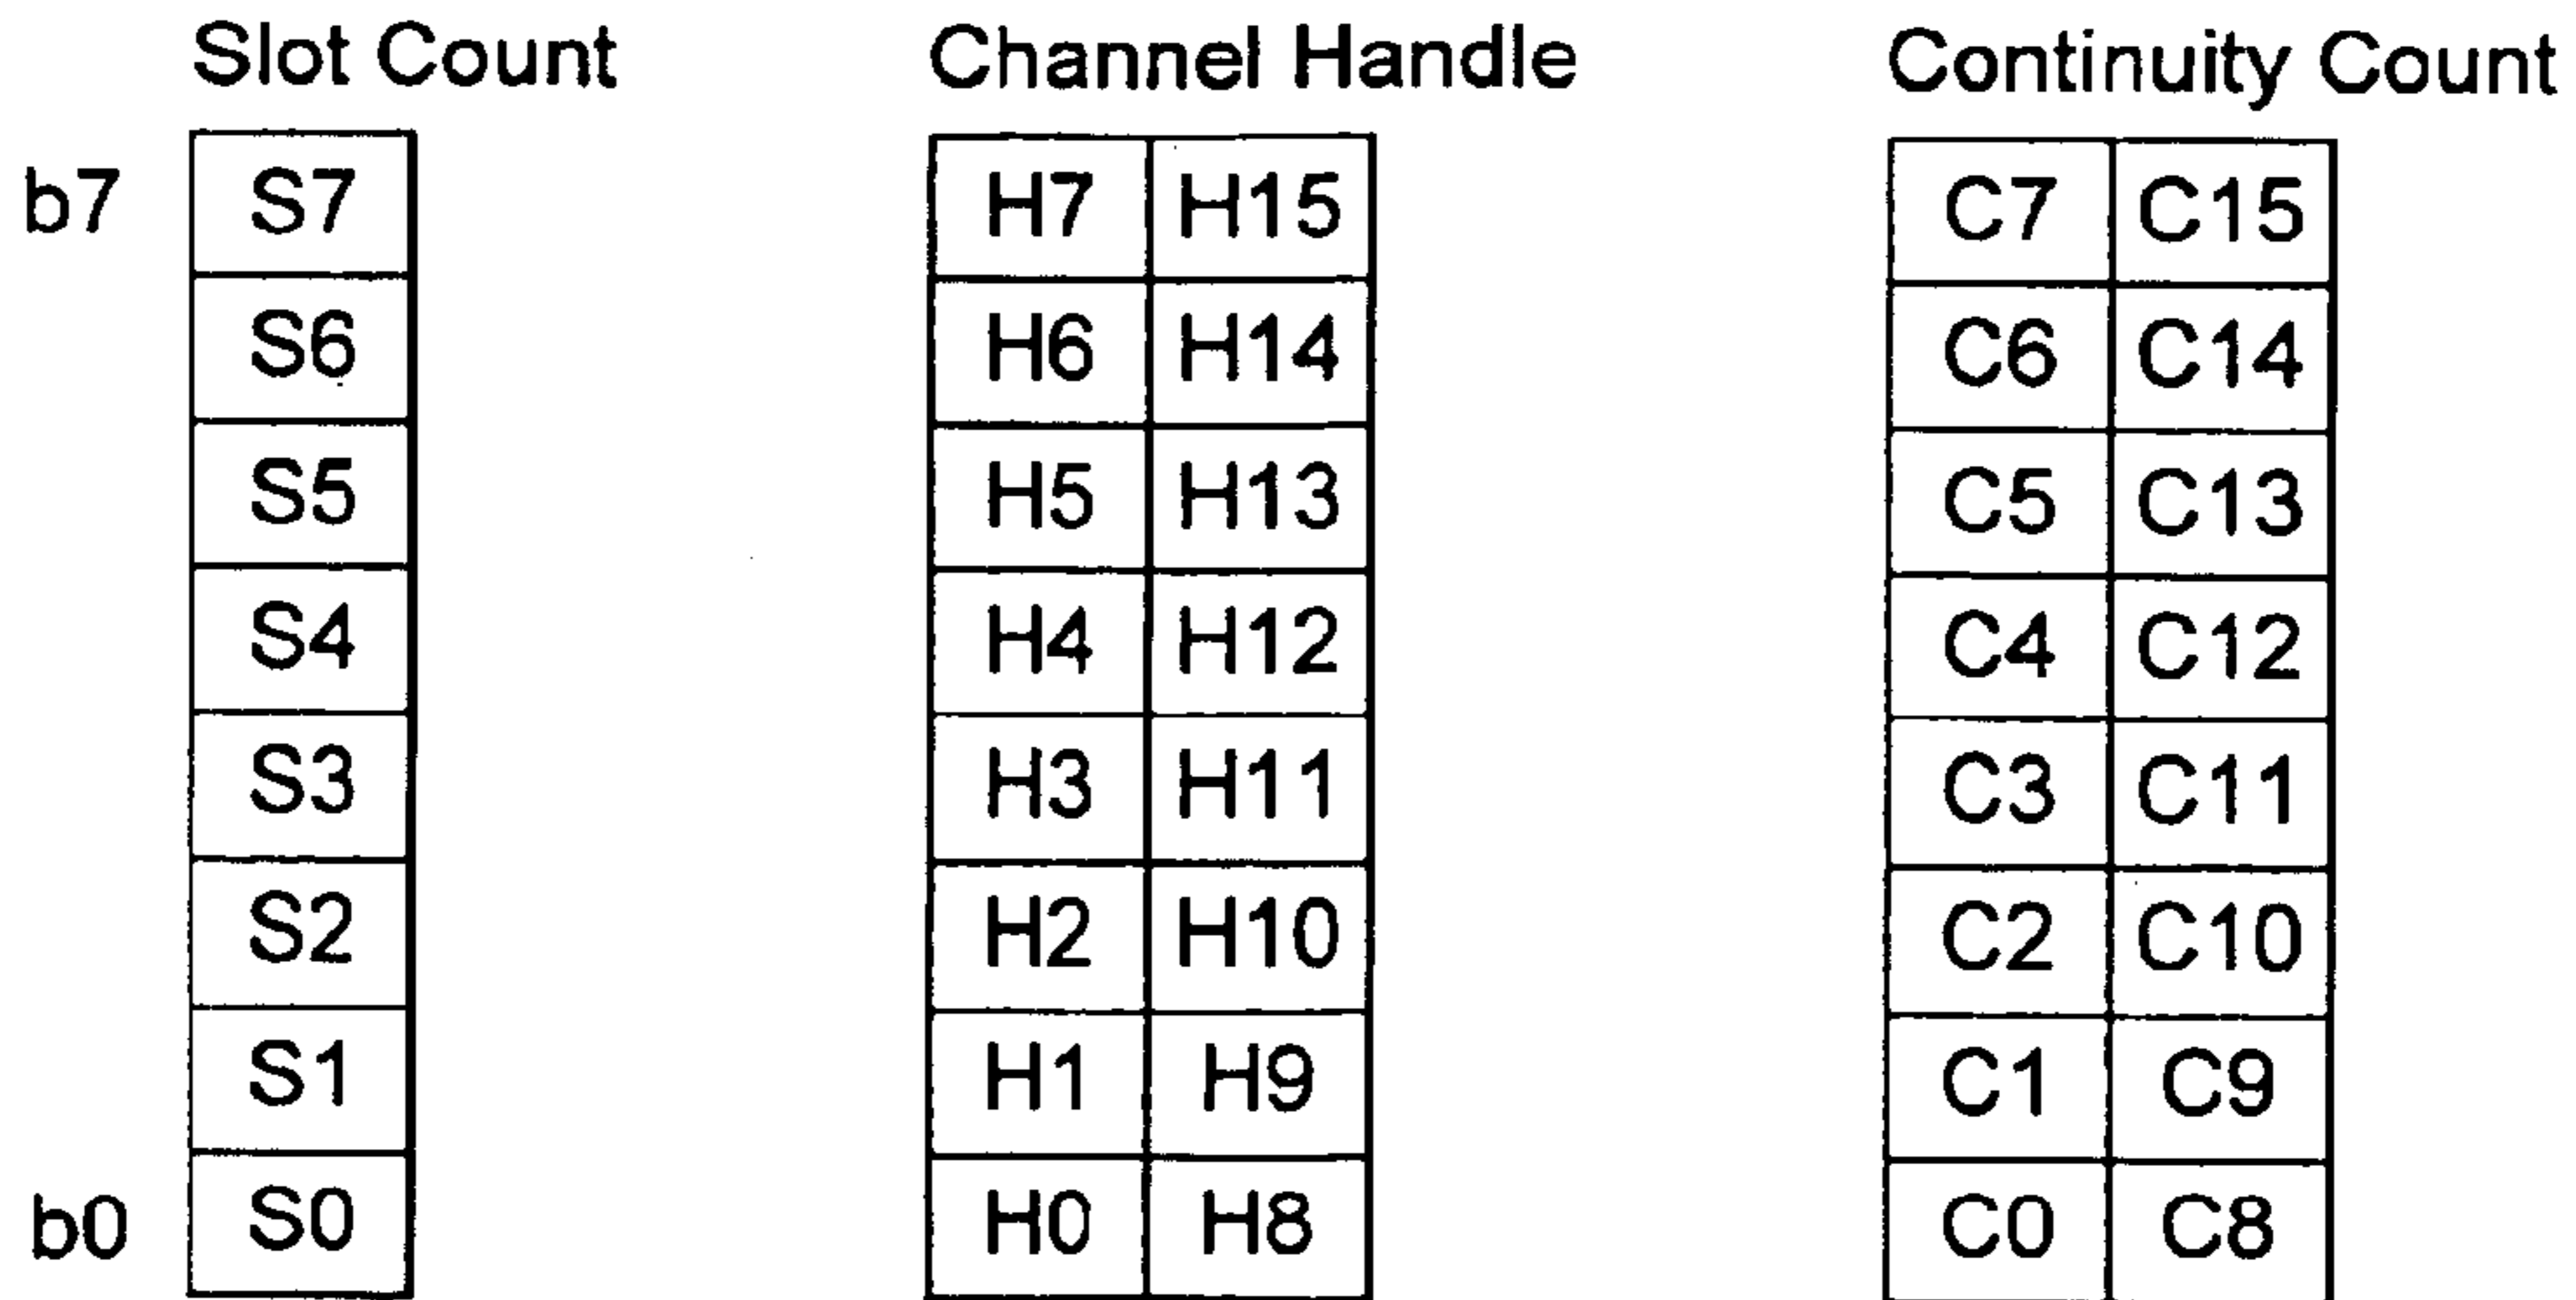 Slot Count Channel Handle Continuity Count
b7 S7 H7 H15 C7 C15
S6 H6 H14 C6 C14
S5 H5 H13 C5 C13
S4 H4 H12 C4 C12
S3 H3 H11 C3 C11
S2 H2 H10 C2 C10
S1 H1 H9 C1 C9
b0 S0 H0 H8 C0 C8